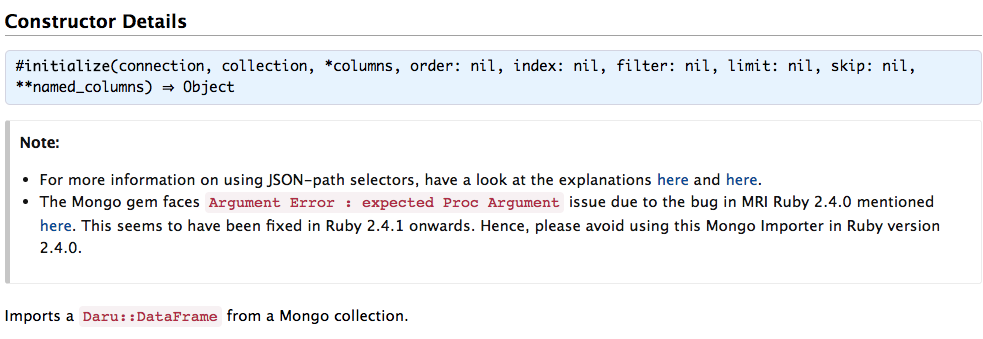 Constructor Details
#initialize(connection, collection, *columns, order: nil, index: nil, filter: nil, limit: nil, skip: nil,
**named_columns) ⇒ Object
Note:
• For more information on using JSON-path selectors, have a look at the explanations here and here.
• The Mongo gem faces Argument Error : expected Proc Argument issue due to the bug in MRI Ruby 2.4.0 mentioned
here. This seems to have been fixed in Ruby 2.4.1 onwards. Hence, please avoid using this Mongo Importer in Ruby version
2.4.0.
Imports a Daru::DataFrame from a Mongo collection.